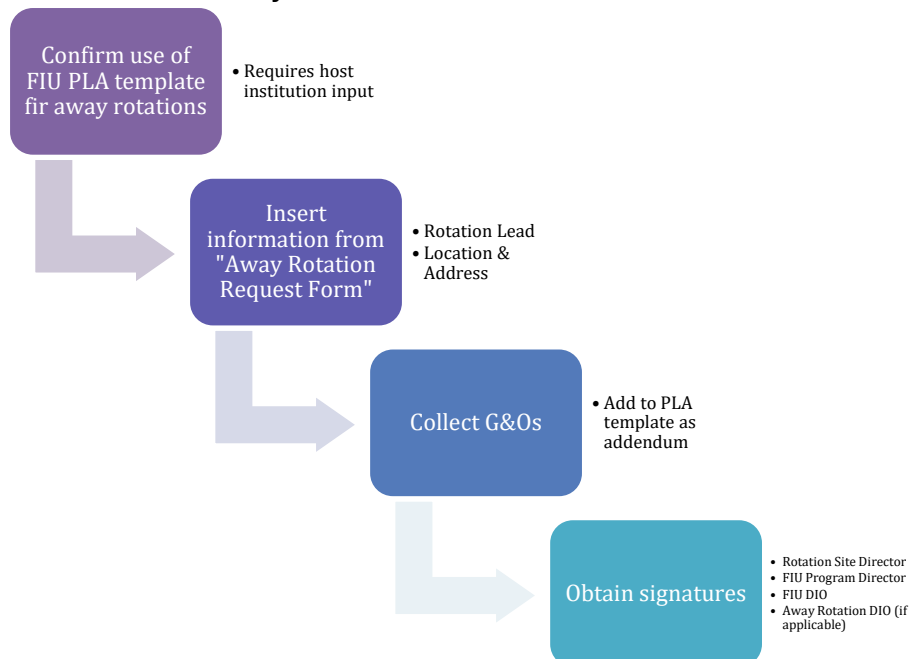 Confirm use of
FIU PLA template
fir away rotations
• Requires host
institution input
Insert
information from
"Away Rotation
Request Form"
• Rotation Lead
• Location &
Address
Collect G&Os
• Add to PLA
template as
addendum
Obtain signatures
• Rotation Site Director
• FIU Program Director
• FIU DIO
• Away Rotation DIO (if
applicable)